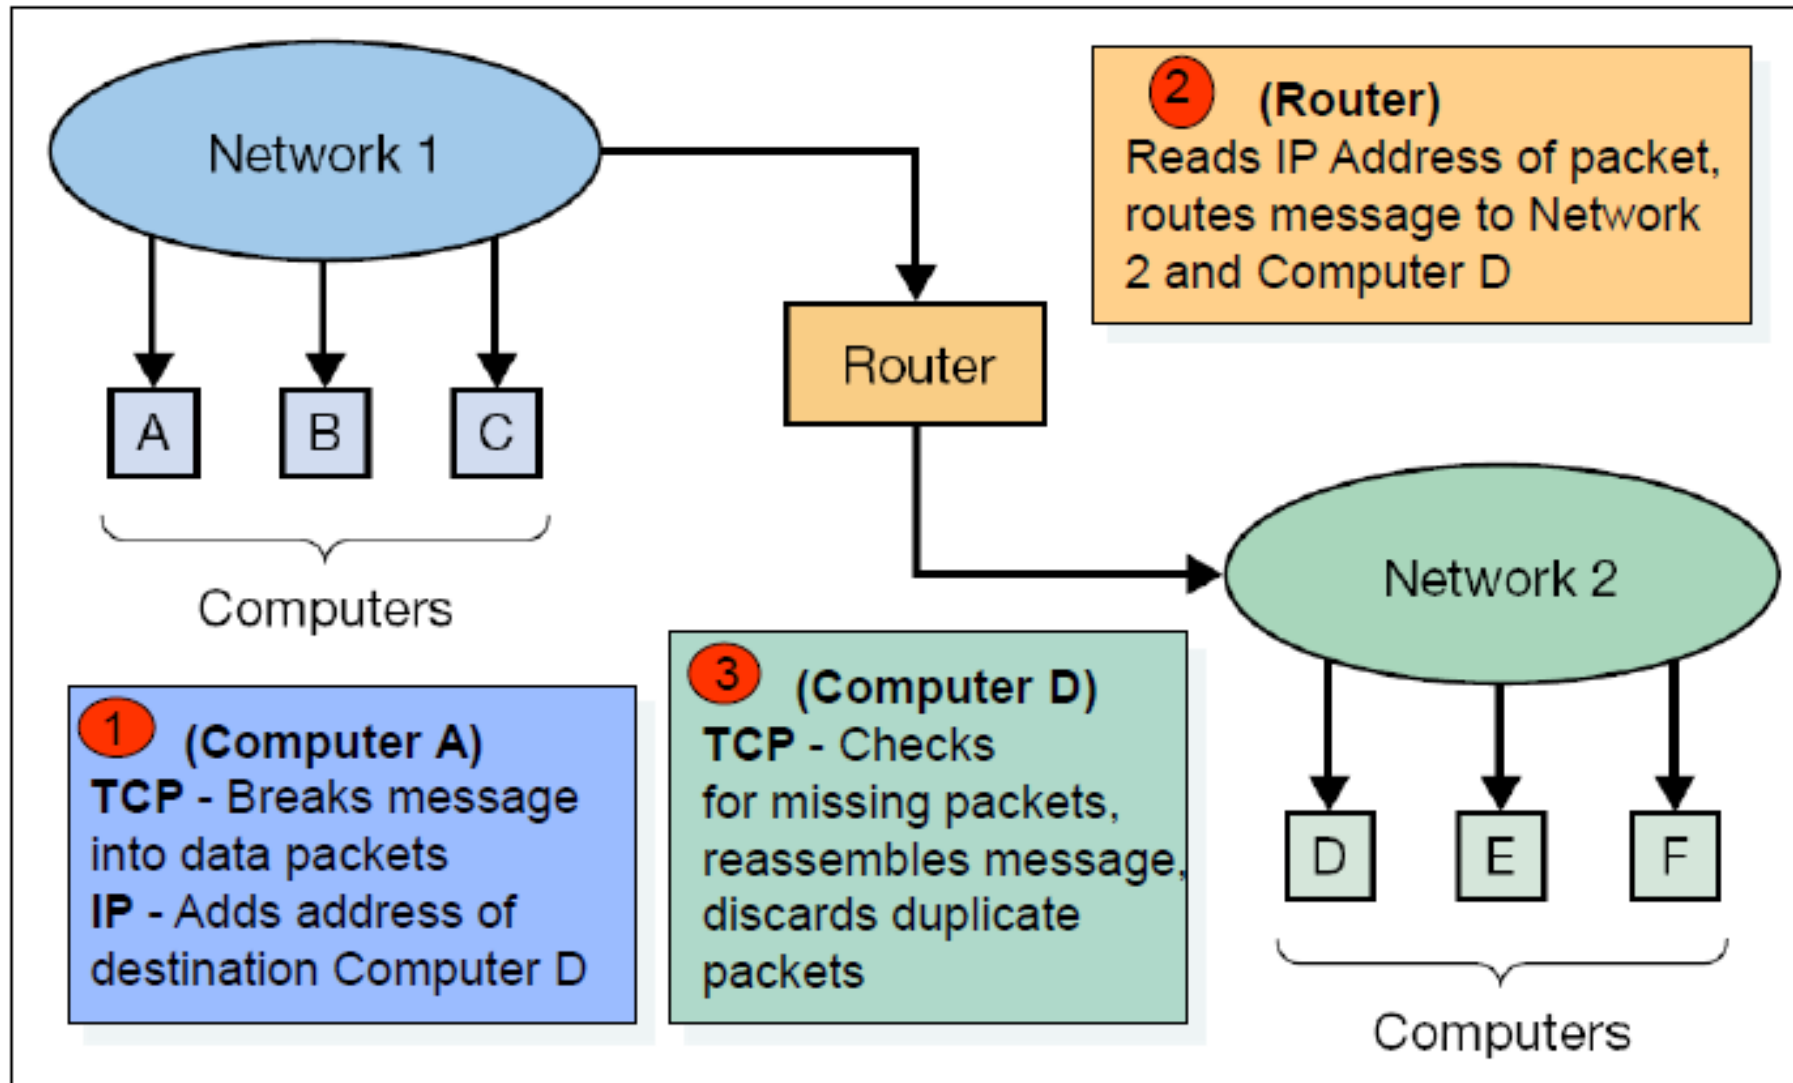 Network 1
A B C
Computers
2 (Router)
Reads IP Address of packet,
routes message to Network
2 and Computer D
Router
Network 2
D E F
Computers
1 (Computer A)
TCP - Breaks message
into data packets
IP - Adds address of
destination Computer D
3 (Computer D)
TCP - Checks
for missing packets,
reassembles message,
discards duplicate
packets